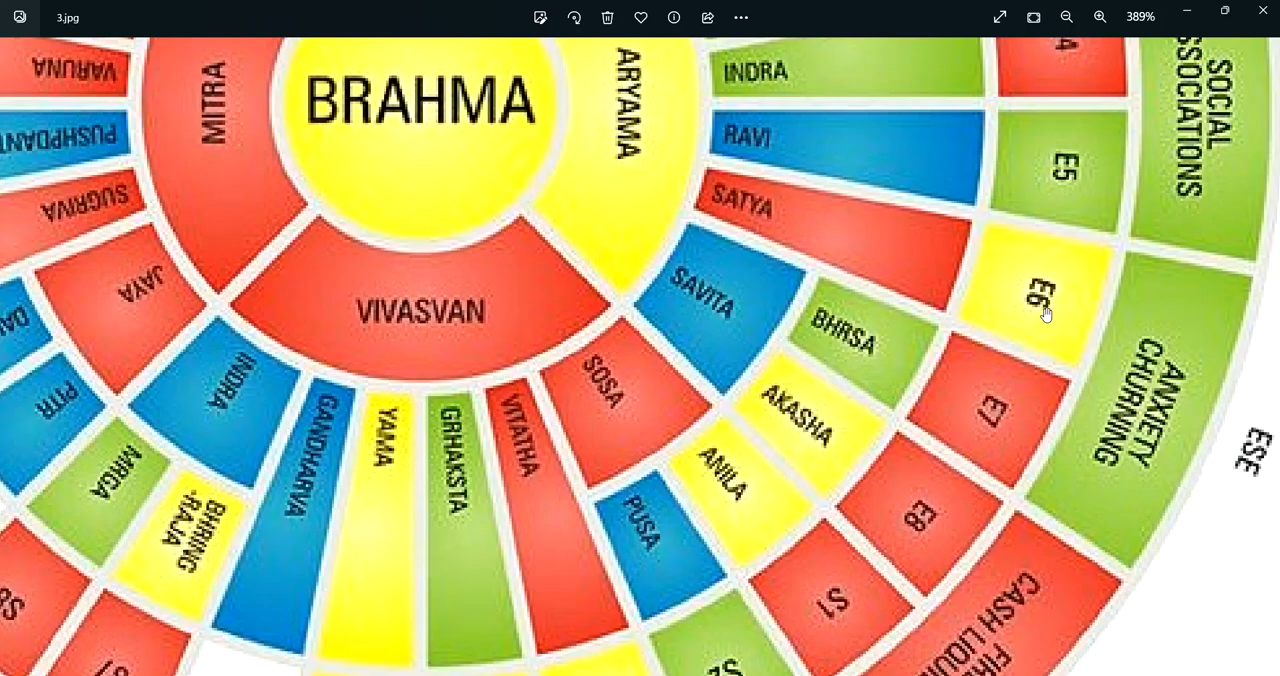 3.jpg
389%
VARUNA
MITRA
BRAHMA
ARYAMA
INDRA
SOCIAL
RAVI
E5
SUGRIVA
SATYA
JAYA
VIVASVAN
SAVITA
E6
BHRSA
ANXIETY
CHURNING
PITR
INDRA
SOSA
AKASHA
E7
ESE
MRGA
BHRING
-RAJA
GANDHARVA
YAMA
GRHAKSTA
VITATHA
PUSA
ANILA
E8
S1
CASH